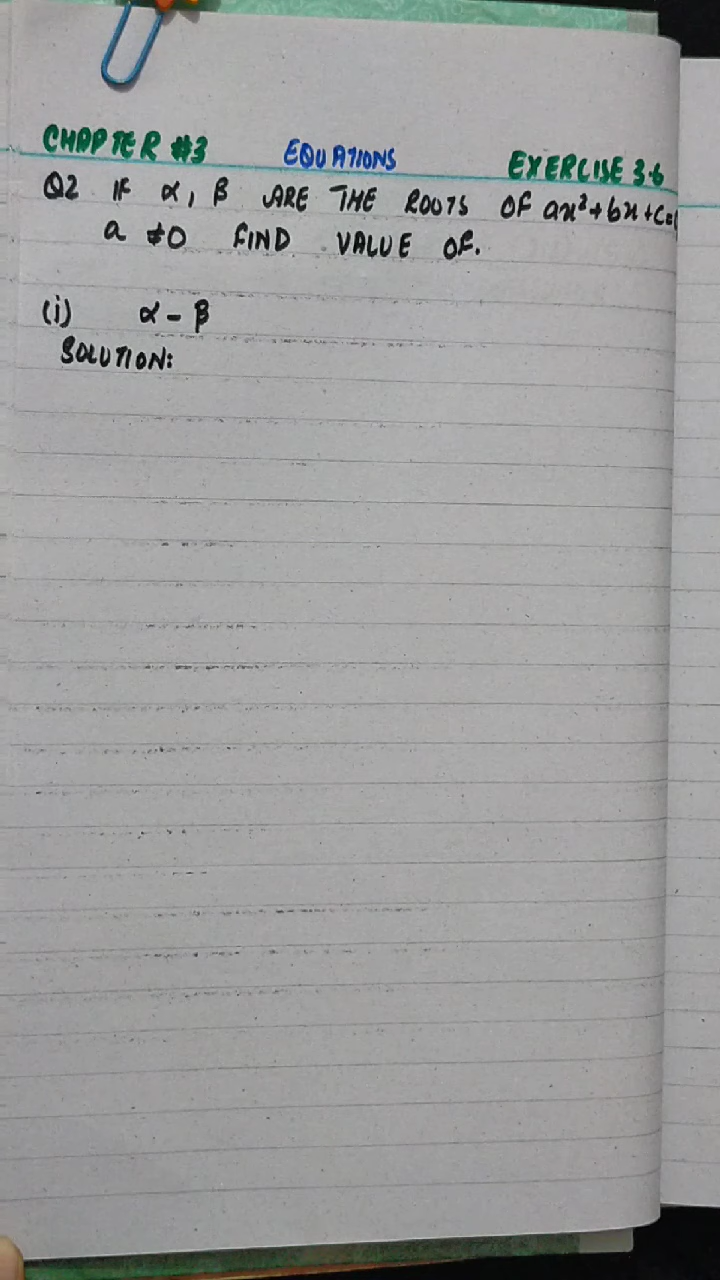 CHAPTER #3 EQUATIONS EXERCISE 3.6
Q2 IF α, β ARE THE ROOTS OF ax²+bx+c=
a ≠0 FIND VALUE OF.
(i) α - β
SOLUTION: